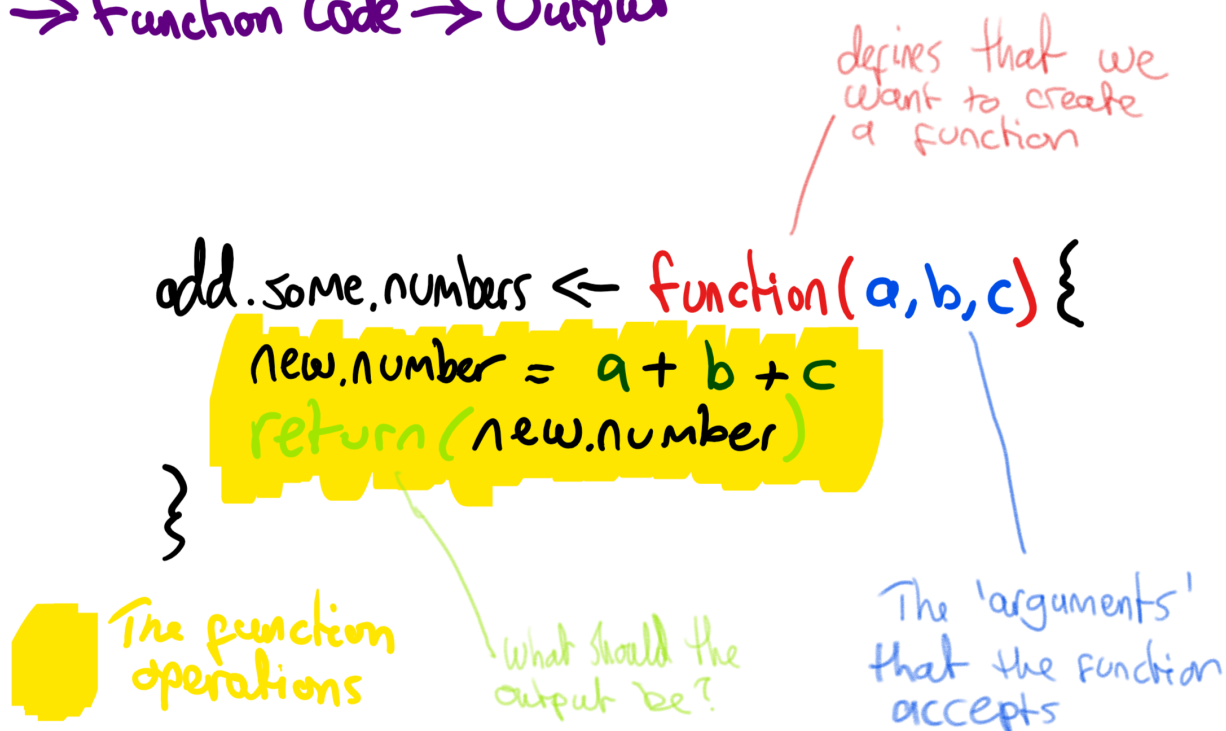 → Function Code → Output
defines that we
want to create
a function
add.some.numbers <- function(a,b,c) {
new.number = a + b + c
return(new.number)
}
The function
operations
What should the
output be?
The 'arguments'
that the function
accepts